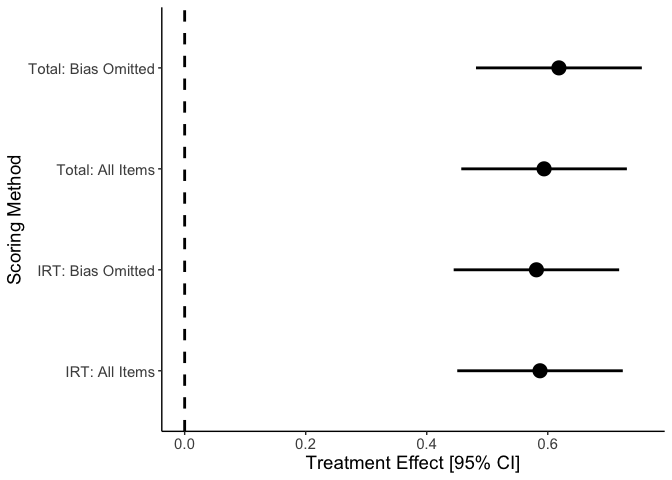 Scoring Method
Total: Bias Omitted
Total: All Items
IRT: Bias Omitted
IRT: All Items
0.0 0.2 0.4 0.6
Treatment Effect [95% CI]